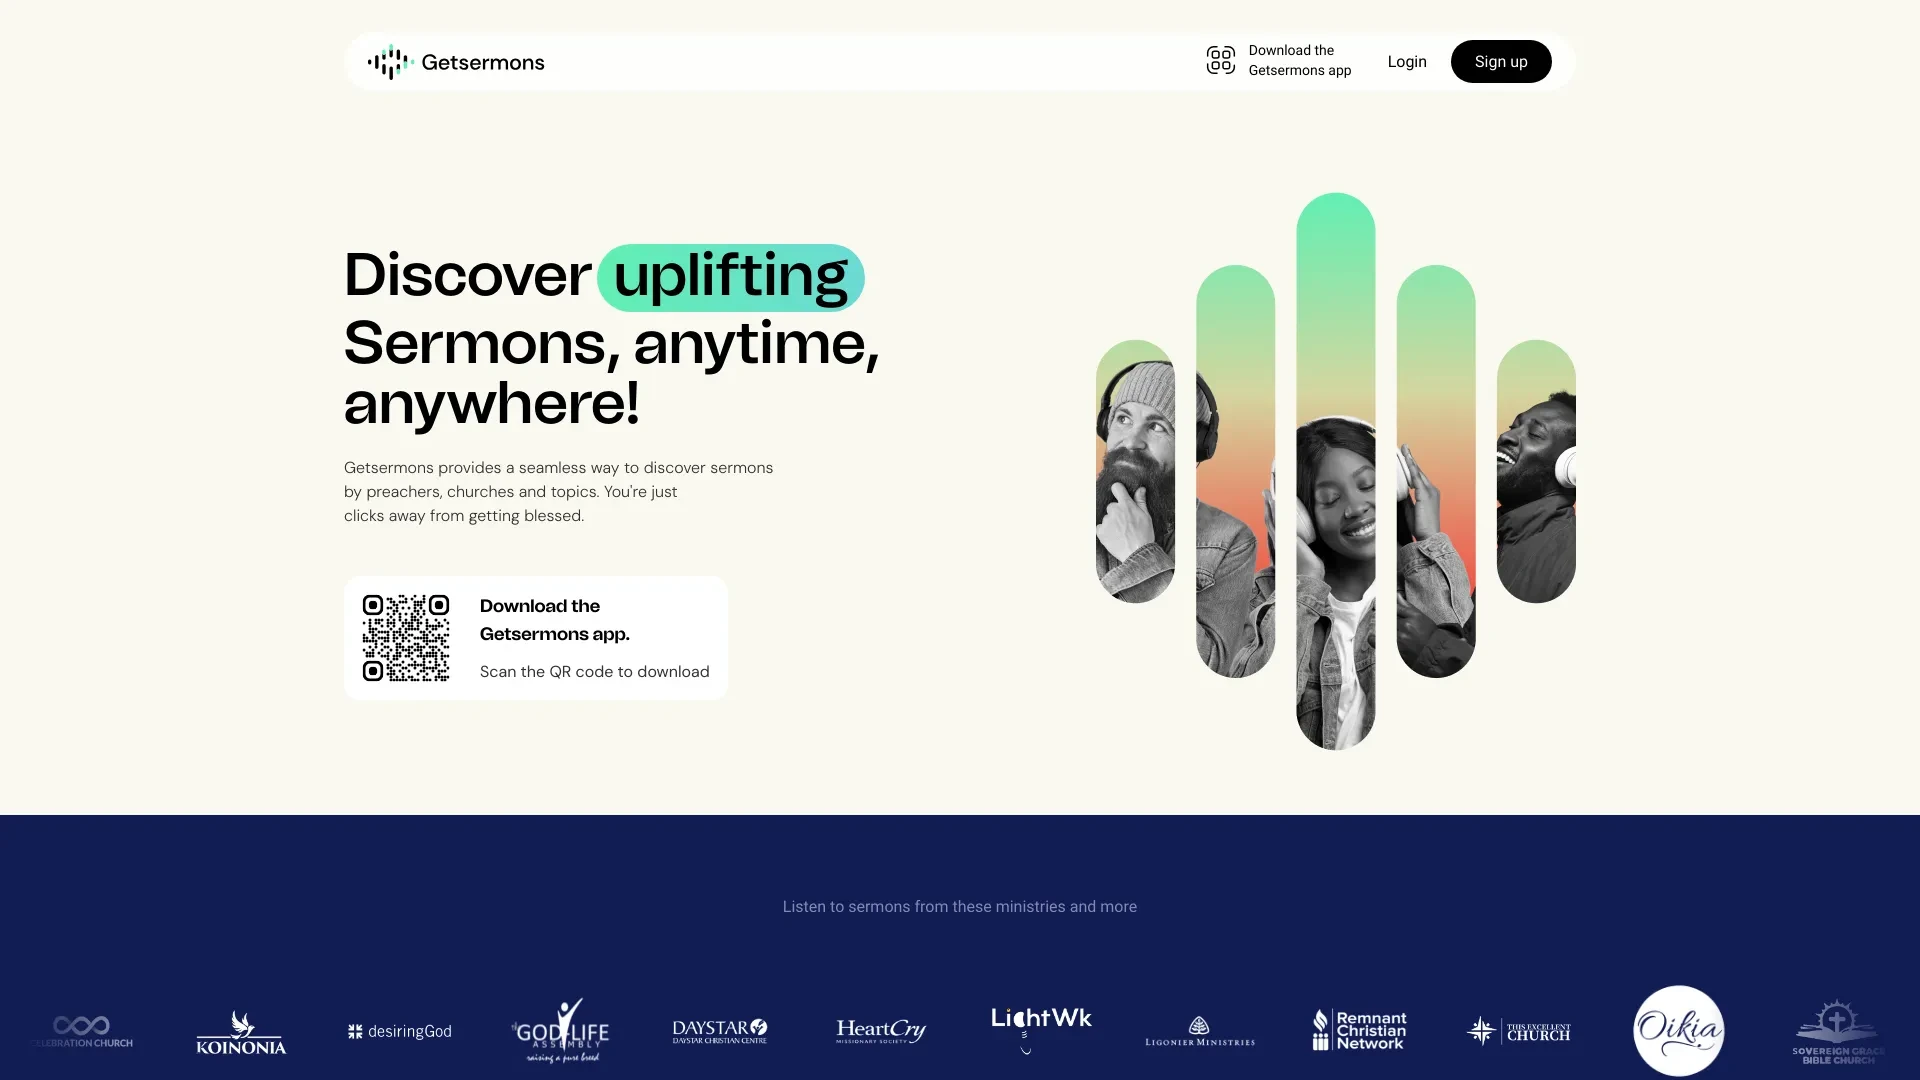 Getsermons
Download the
Getsermons app
Login
Sign up
Discover uplifting
Sermons, anytime,
anywhere!
Getsermons provides a seamless way to discover sermons
by preachers, churches and topics. You're just
clicks away from getting blessed.
Download the
Getsermons app.
Scan the QR code to download
Listen to sermons from these ministries and more
CELEBRATION CHURCH
KOINONIA
desiringGod
GOD LIFE
ASSEMBLY
raising a pure breed
DAYSTAR
DAYSTAR CHRISTIAN CENTRE
HeartCry
MISSIONARY SOCIETY
LightWk
LIGONIER MINISTRIES
Remnant
Christian
Network
THIS EXCELLENT
CHURCH
Oikia
SOVEREIGN GRACE
BIBLE CHURCH